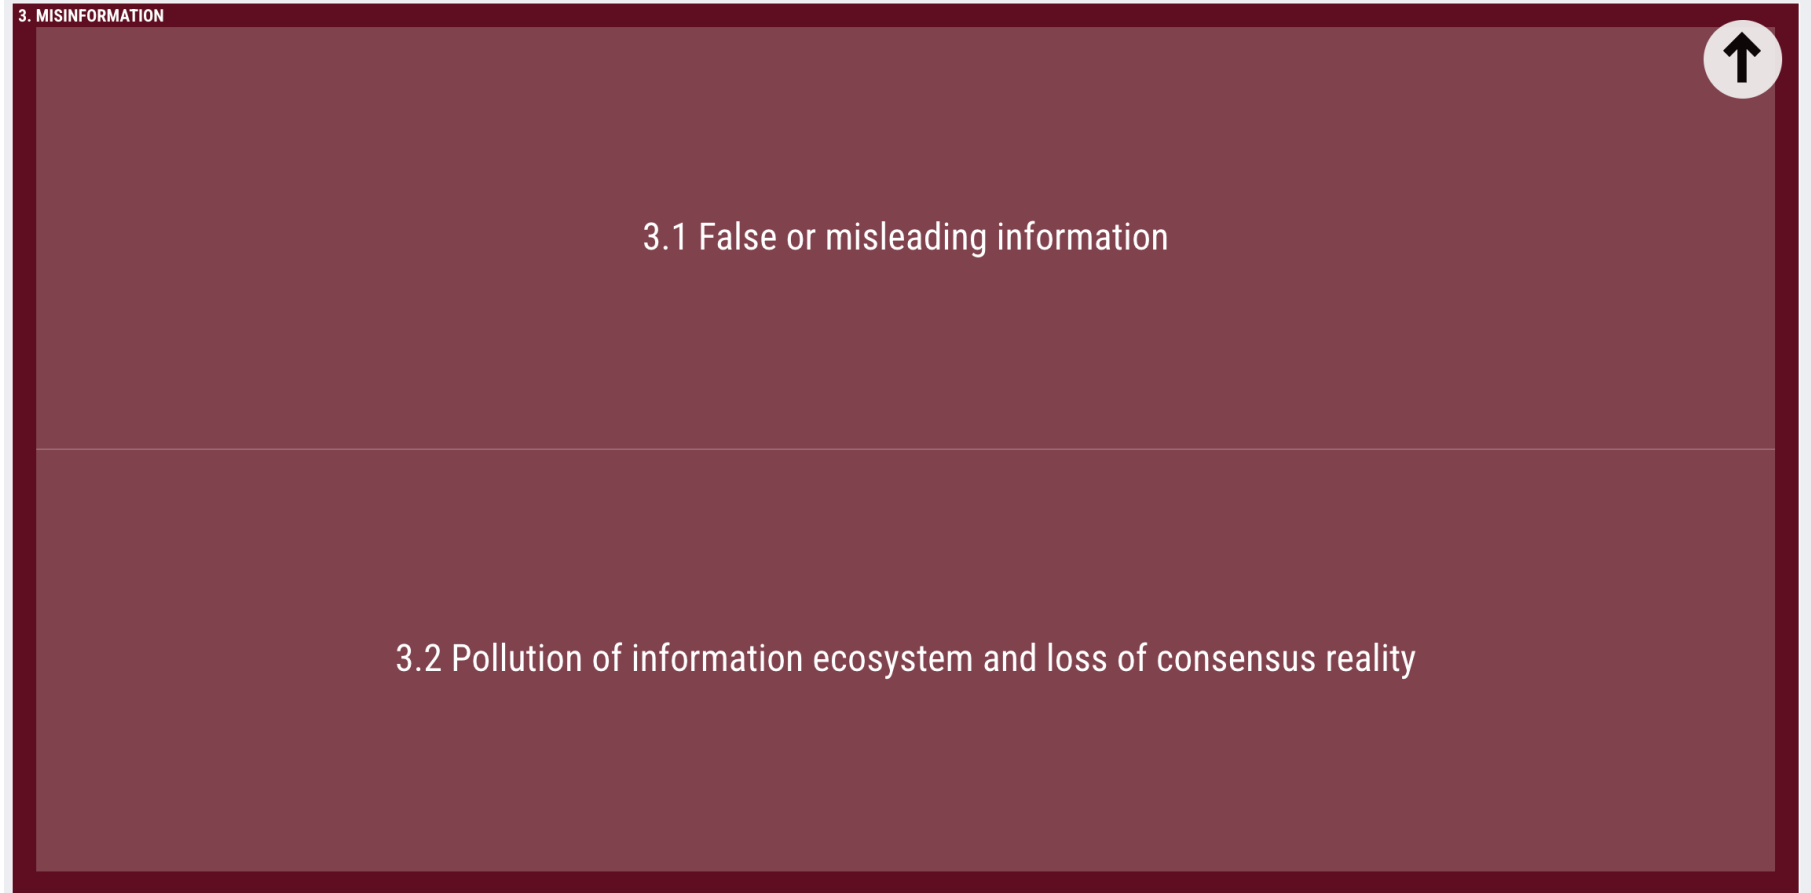 3. MISINFORMATION
3.1 False or misleading information
3.2 Pollution of information ecosystem and loss of consensus reality